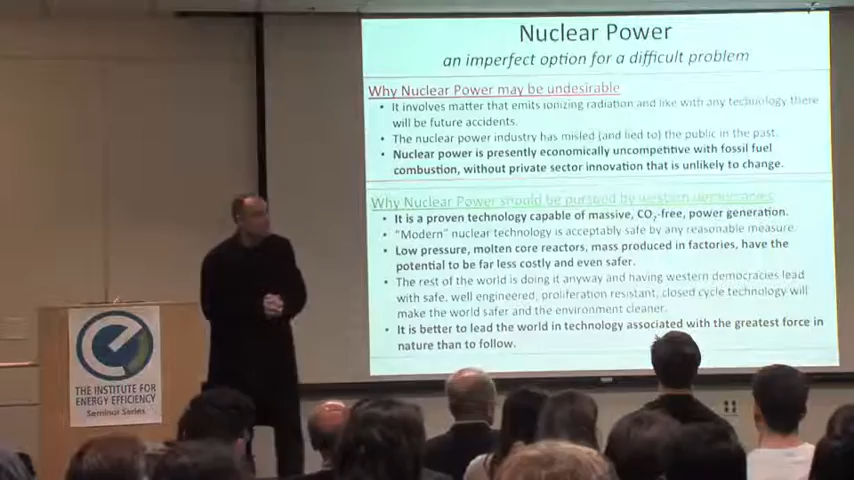 Nuclear Power
an imperfect option for a difficult problem
Why Nuclear Power may be undesirable
• It involves matter that emits ionizing radiation and like with any technology there
will be future accidents.
• The nuclear power industry has misled (and lied to) the public in the past.
• Nuclear power is presently economically uncompetitive with fossil fuel
combustion, without private sector innovation that is unlikely to change.
Why Nuclear Power should be pursued by western democracies
• It is a proven technology capable of massive, CO₂-free, power generation.
• "Modern" nuclear technology is acceptably safe by any reasonable measure.
• Low pressure, molten core reactors, mass produced in factories, have the
potential to be far less costly and even safer.
• The rest of the world is doing it anyway and having western democracies lead
with safe, well engineered, proliferation resistant, closed cycle technology will
make the world safer and the environment cleaner.
• It is better to lead the world in technology associated with the greatest force in
nature than to follow.
e
THE INSTITUTE FOR
ENERGY EFFICIENCY
Seminar Series